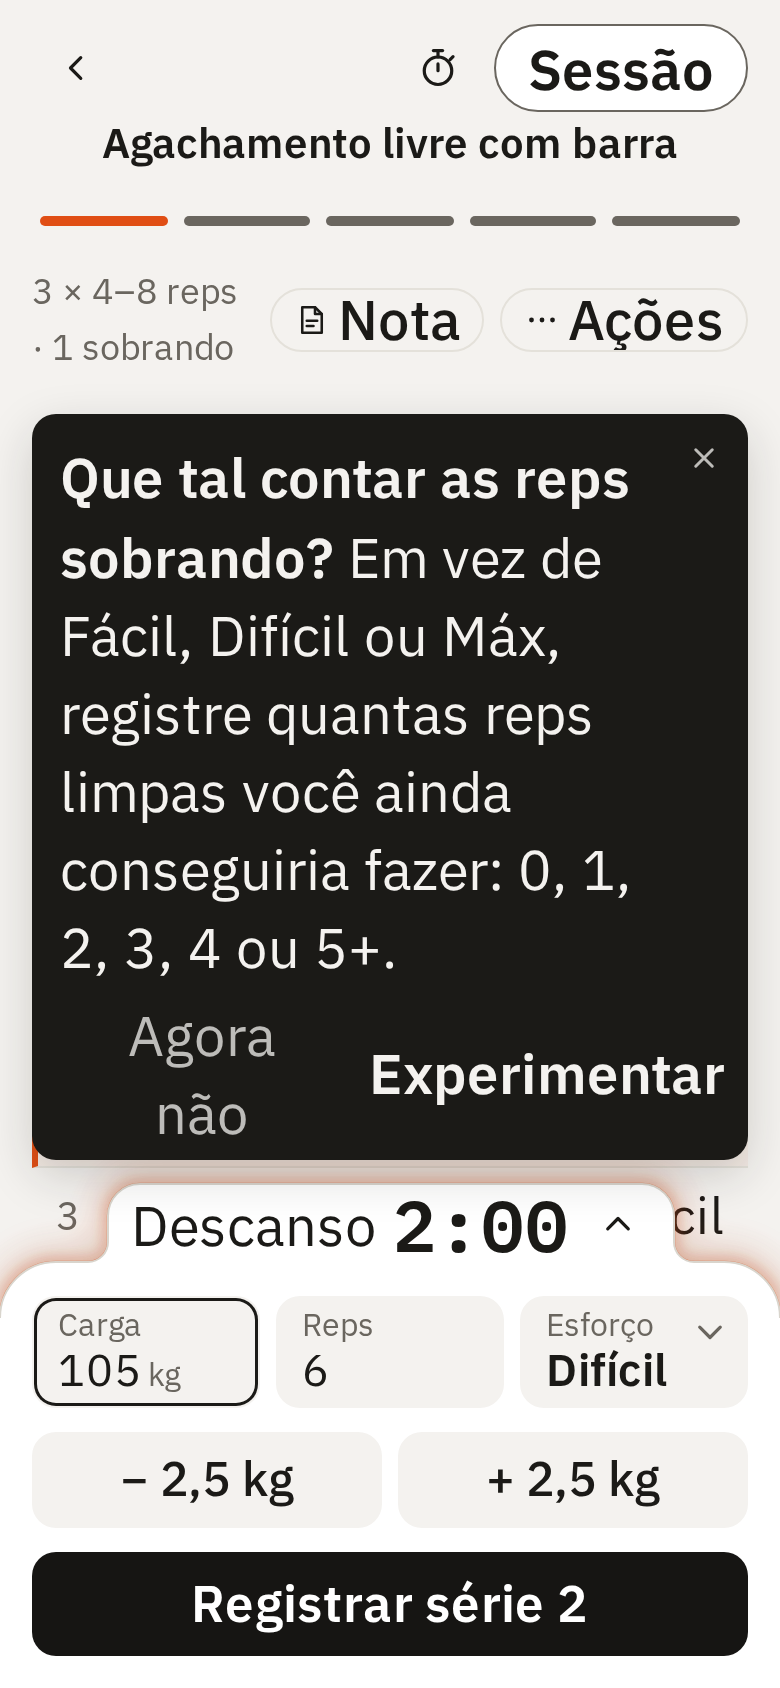 Sessão
Agachamento livre com barra
3 × 4–8 reps
· 1 sobrando
Nota
··· Ações
Que tal contar as reps
sobrando? Em vez de
Fácil, Difícil ou Máx,
registre quantas reps
limpas você ainda
conseguiria fazer: 0, 1,
2, 3, 4 ou 5+.
Agora
não
Experimentar
3
cil
Descanso 2:00
Carga
105 kg
Reps
6
Esforço
Difícil
− 2,5 kg
+ 2,5 kg
Registrar série 2